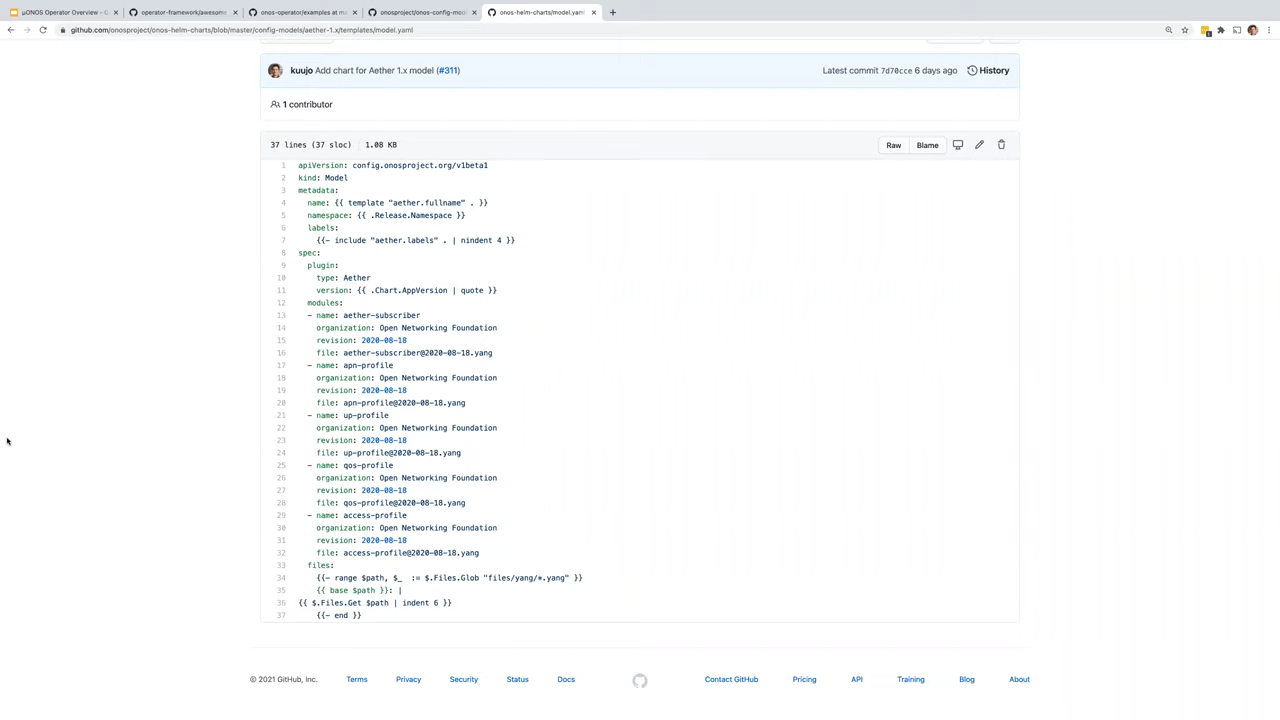 μONOS Operator Overview - G
operator-framework/awesome
onos-operator/examples at m
onosproject/onos-config-mod
onos-helm-charts/model.yaml
github.com/onosproject/onos-helm-charts/blob/master/config-models/aether-1.x/templates/model.yaml
kuujo Add chart for Aether 1.x model (#311)
Latest commit 7d70cce 6 days ago History
1 contributor
37 lines (37 sloc) 1.08 KB
Raw Blame
1 apiVersion: config.onosproject.org/v1beta1
2 kind: Model
3 metadata:
4 name: {{ template "aether.fullname" . }}
5 namespace: {{ .Release.Namespace }}
6 labels:
7 {{- include "aether.labels" . | nindent 4 }}
8 spec:
9 plugin:
10 type: Aether
11 version: {{ .Chart.AppVersion | quote }}
12 modules:
13 - name: aether-subscriber
14 organization: Open Networking Foundation
15 revision: 2020-08-18
16 file: aether-subscriber@2020-08-18.yang
17 - name: apn-profile
18 organization: Open Networking Foundation
19 revision: 2020-08-18
20 file: apn-profile@2020-08-18.yang
21 - name: up-profile
22 organization: Open Networking Foundation
23 revision: 2020-08-18
24 file: up-profile@2020-08-18.yang
25 - name: qos-profile
26 organization: Open Networking Foundation
27 revision: 2020-08-18
28 file: qos-profile@2020-08-18.yang
29 - name: access-profile
30 organization: Open Networking Foundation
31 revision: 2020-08-18
32 file: access-profile@2020-08-18.yang
33 files:
34 {{- range $path, $_ := $.Files.Glob "files/yang/*.yang" }}
35 {{ base $path }}: |
36 {{ $.Files.Get $path | indent 6 }}
37 {{- end }}
© 2021 GitHub, Inc. Terms Privacy Security Status Docs Contact GitHub Pricing API Training Blog About